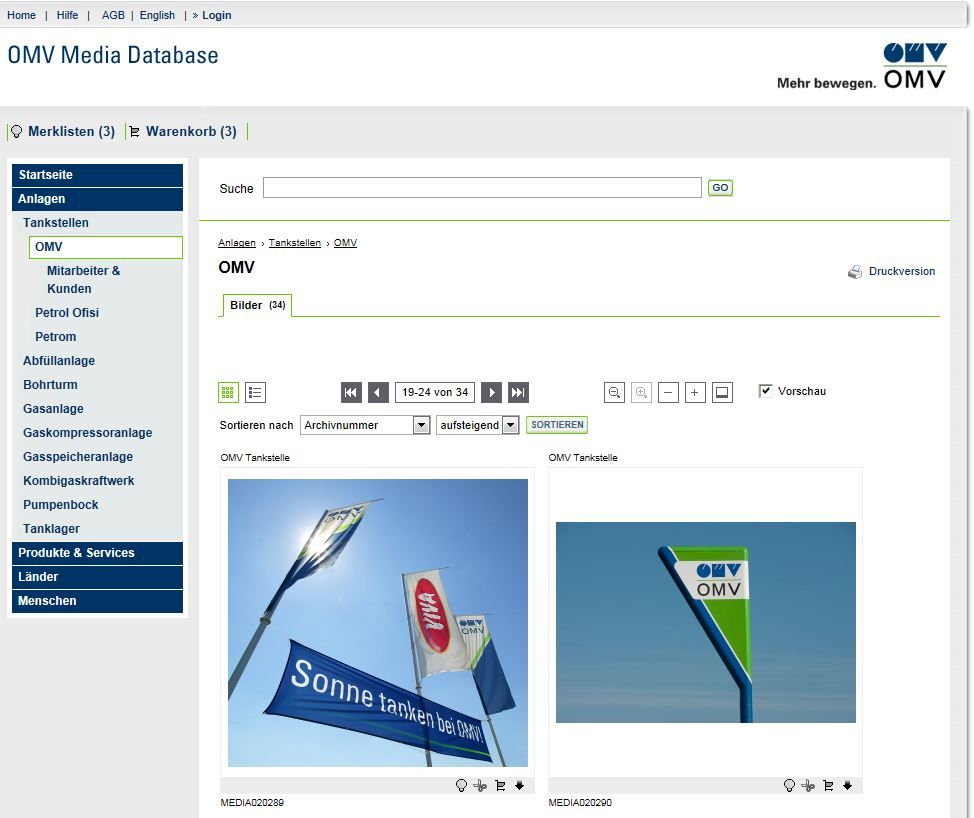 Home | Hilfe | AGB | English | » Login
OMV Media Database
Mehr bewegen. OMV
Merklisten (3) Warenkorb (3)
Startseite
Anlagen
Tankstellen
OMV
Mitarbeiter &
Kunden
Petrol Ofisi
Petrom
Abfüllanlage
Bohrturm
Gasanlage
Gaskompressoranlage
Gasspeicheranlage
Kombigaskraftwerk
Pumpenbock
Tanklager
Produkte & Services
Länder
Menschen
Suche GO
Anlagen › Tankstellen › OMV
OMV
Druckversion
Bilder (34)
19-24 von 34
Vorschau
Sortieren nach Archivnummer aufsteigend SORTIEREN
OMV Tankstelle
OMV
VIVA
OMV
Sonne tanken bei OMV!
MEDIA020289
OMV Tankstelle
OMV
MEDIA020290